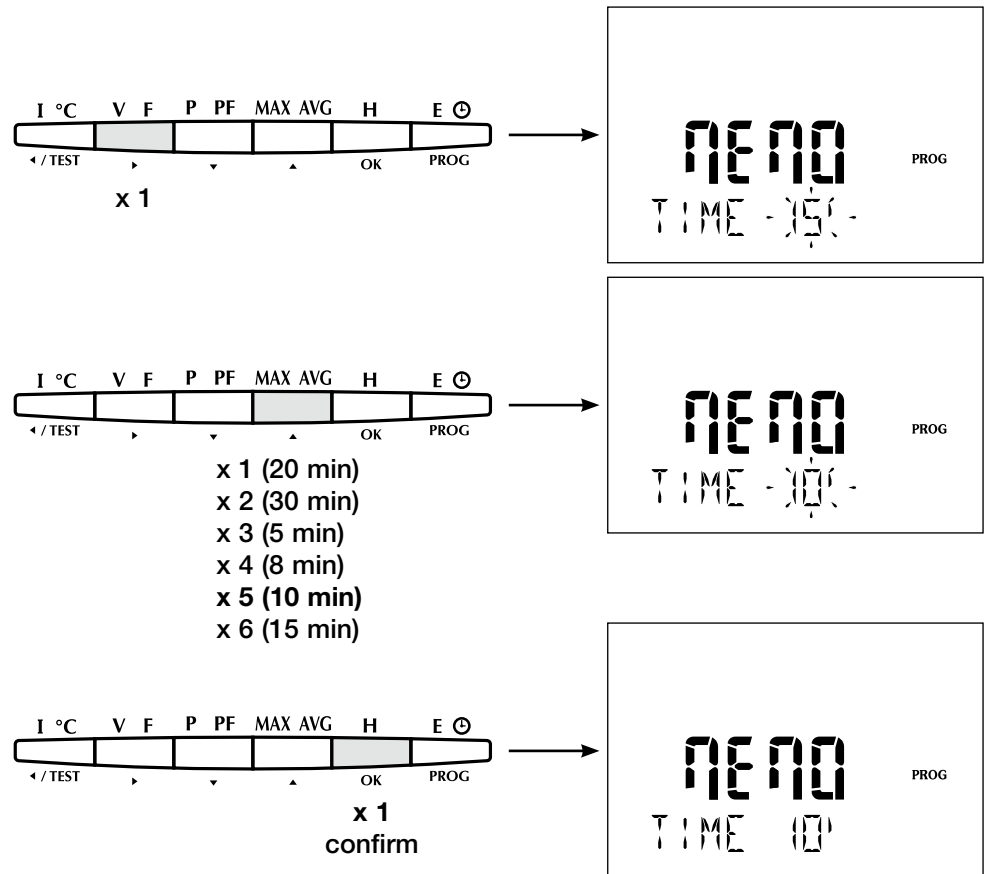 I °C V F P PF MAX AVG H E
/ TEST OK PROG
x 1
MEMO
PROG
TIME 15'
I °C V F P PF MAX AVG H E
/ TEST OK PROG
x 1 (20 min)
x 2 (30 min)
x 3 (5 min)
x 4 (8 min)
x 5 (10 min)
x 6 (15 min)
MEMO
PROG
TIME 10'
I °C V F P PF MAX AVG H E
/ TEST OK PROG
x 1
confirm
MEMO
PROG
TIME 10'